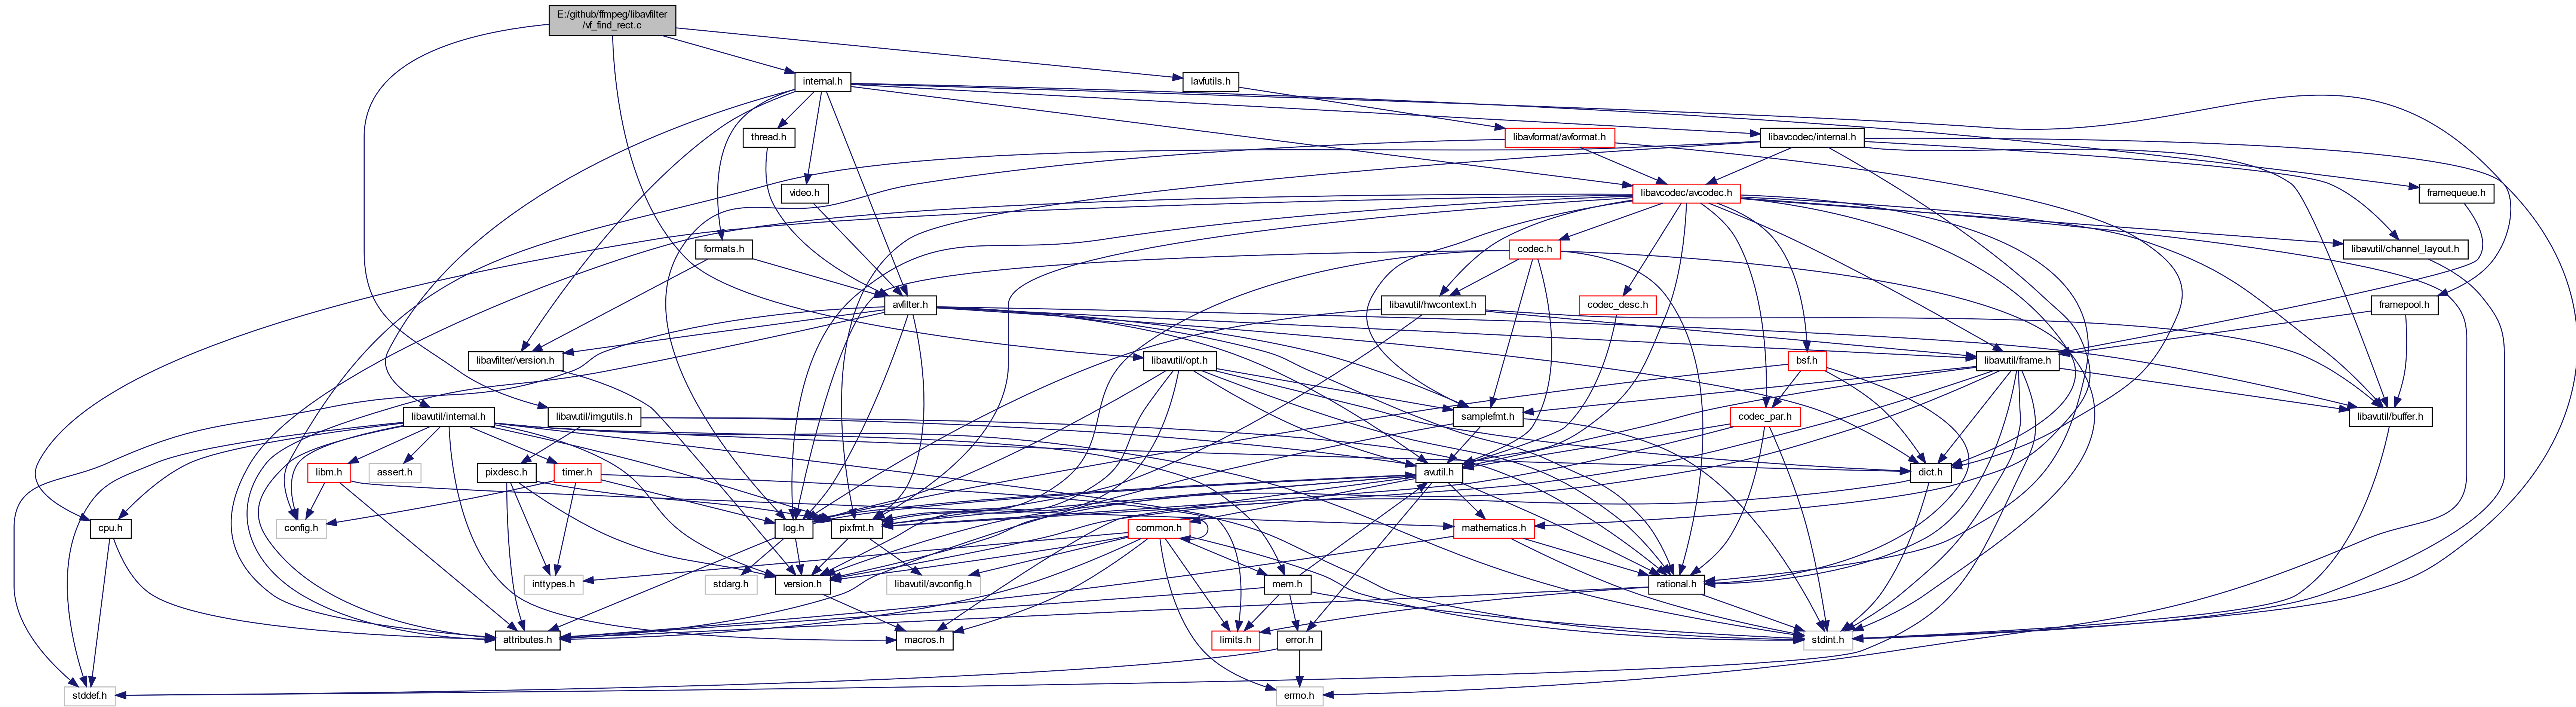 E:/github/ffmpeg/libavfilter
/vf_find_rect.c
internal.h
lavfutils.h
thread.h
libavformat/avformat.h
libavcodec/internal.h
video.h
libavcodec/avcodec.h
framequeue.h
formats.h
codec.h
libavutil/channel_layout.h
avfilter.h
libavutil/hwcontext.h
codec_desc.h
framepool.h
libavfilter/version.h
libavutil/opt.h
bsf.h
libavutil/frame.h
libavutil/internal.h
libavutil/imgutils.h
samplefmt.h
codec_par.h
libavutil/buffer.h
libm.h
assert.h
pixdesc.h
timer.h
avutil.h
dict.h
cpu.h
config.h
log.h
pixfmt.h
common.h
mathematics.h
inttypes.h
stdarg.h
version.h
libavutil/avconfig.h
mem.h
rational.h
attributes.h
macros.h
limits.h
error.h
stdint.h
stddef.h
errno.h